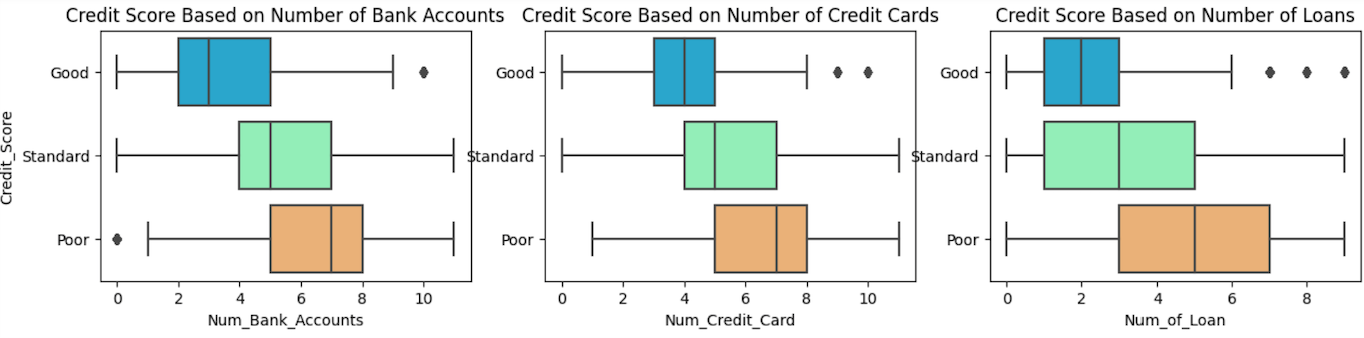 Credit Score Based on Number of Bank Accounts
Credit_Score
Good
Standard
Poor
0 2 4 6 8 10
Num_Bank_Accounts
Credit Score Based on Number of Credit Cards
Good
Standard
Poor
0 2 4 6 8 10
Num_Credit_Card
Credit Score Based on Number of Loans
Good
Standard
Poor
0 2 4 6 8
Num_of_Loan